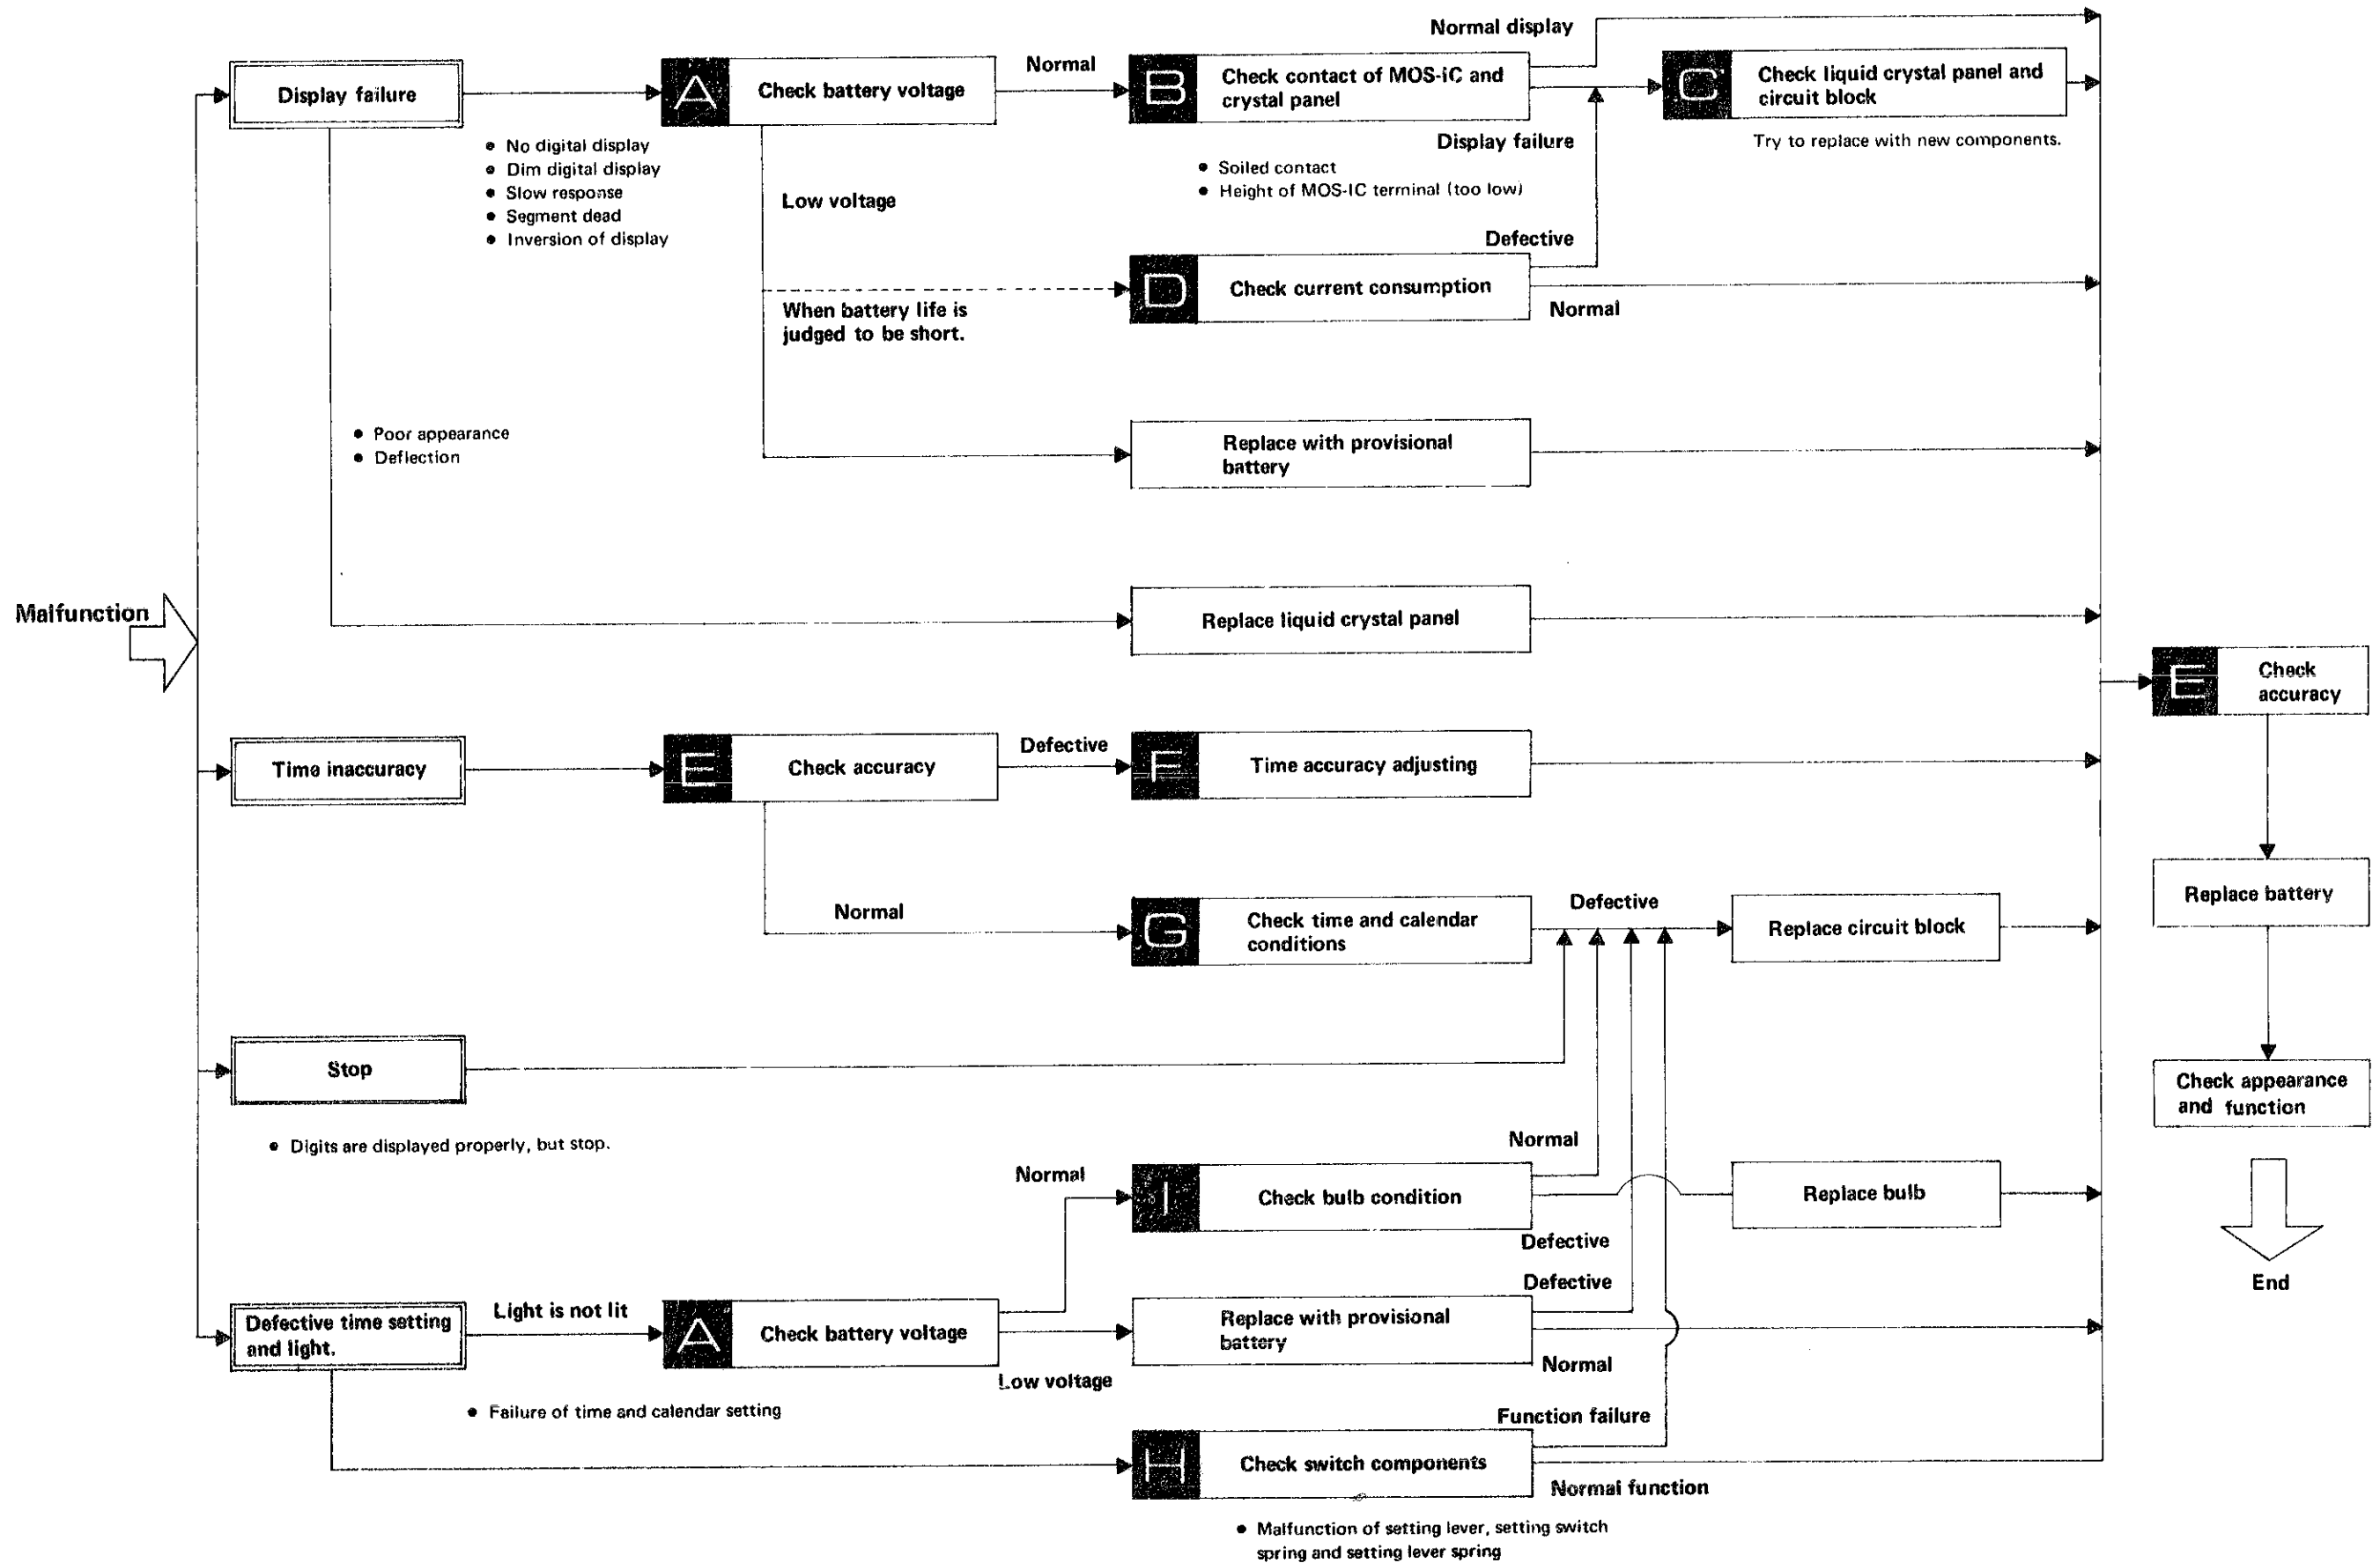 Normal display
Display failure
A
Check battery voltage
Normal
B
Check contact of MOS-iC and
crystal panel
C
Check liquid crystal panel and
circuit block
Try to replace with new components.
• No digital display
• Dim digital display
• Slow response
• Segment dead
• Inversion of display
Low voltage
Display failure
• Soiled contact
• Height of MOS-IC terminal (too low)
Defective
D
Check current consumption
Normal
When battery life is
judged to be short.
• Poor appearance
• Deflection
Replace with provisional
battery
Malfunction
Replace liquid crystal panel
E
Check
accuracy
Time inaccuracy
E
Check accuracy
Defective
F
Time accuracy adjusting
Replace battery
Normal
G
Check time and calendar
conditions
Defective
Replace circuit block
Stop
• Digits are displayed properly, but stop.
Check appearance
and function
Normal
Normal
I
Check bulb condition
Replace bulb
Defective
End
Defective time setting
and light.
Light is not lit
A
Check battery voltage
Defective
Replace with provisional
battery
Normal
Low voltage
• Failure of time and calendar setting
Function failure
H
Check switch components
Normal function
• Malfunction of setting lever, setting switch
spring and setting lever spring